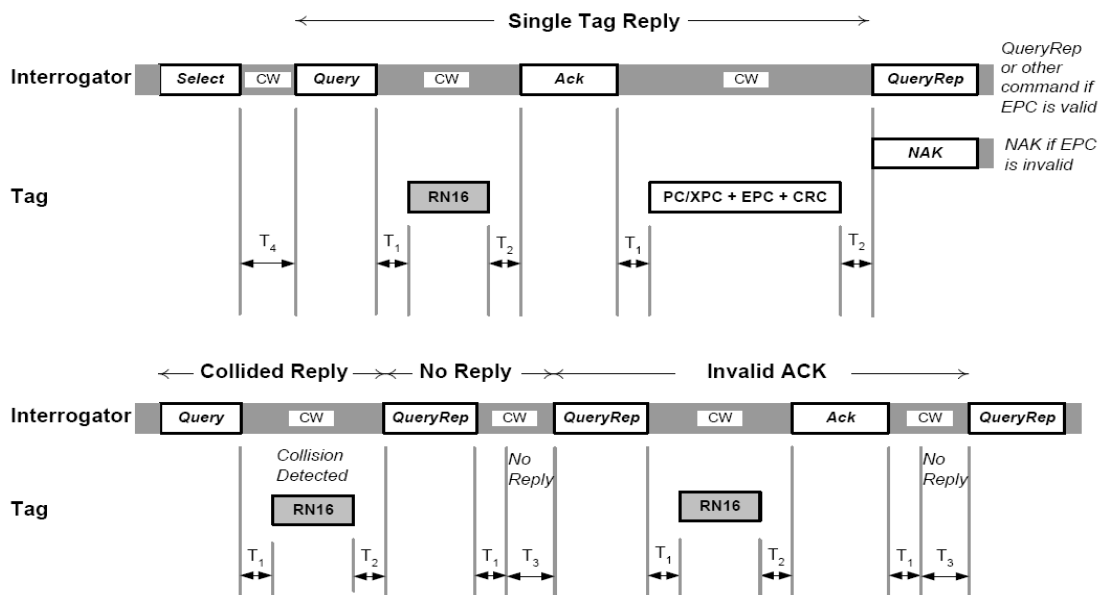 Single Tag Reply
Interrogator
Select
CW
Query
CW
Ack
CW
QueryRep
QueryRep
or other
command if
EPC is valid
NAK
NAK if EPC
is invalid
Tag
RN16
PC/XPC + EPC + CRC
T4
T1
T2
T1
T2
Collided Reply
No Reply
Invalid ACK
Interrogator
Query
CW
QueryRep
CW
QueryRep
CW
Ack
CW
QueryRep
Collision
Detected
No
Reply
No
Reply
Tag
RN16
RN16
T1
T2
T1
T3
T1
T2
T1
T3